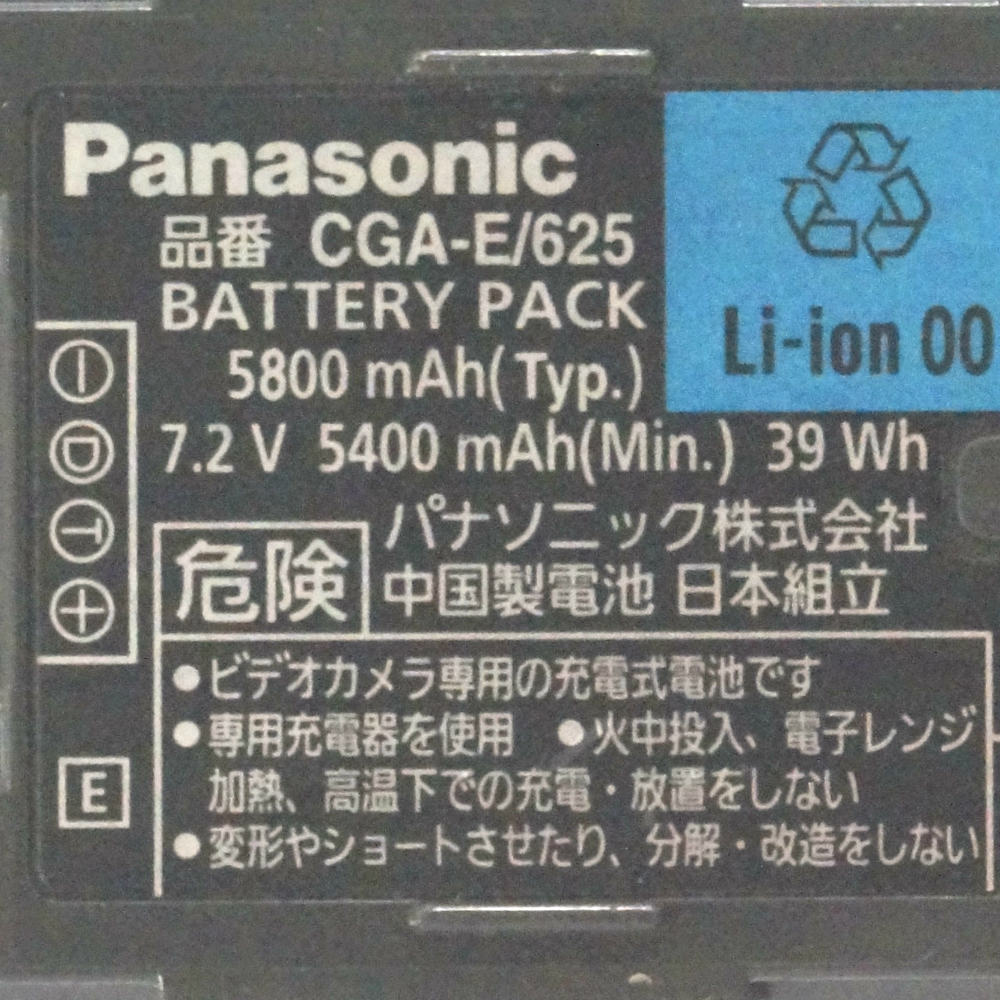 Panasonic
品番 CGA-E/625
BATTERY PACK
5800 mAh(Typ.)
7.2 V 5400 mAh(Min.) 39 Wh
Li-ion 00
－
D
T
＋
パナソニック株式会社
中国製電池 日本組立
危険
●ビデオカメラ専用の充電式電池です
●専用充電器を使用 ●火中投入、電子レンジ
加熱、高温下での充電・放置をしない
●変形やショートさせたり、分解・改造をしない
E